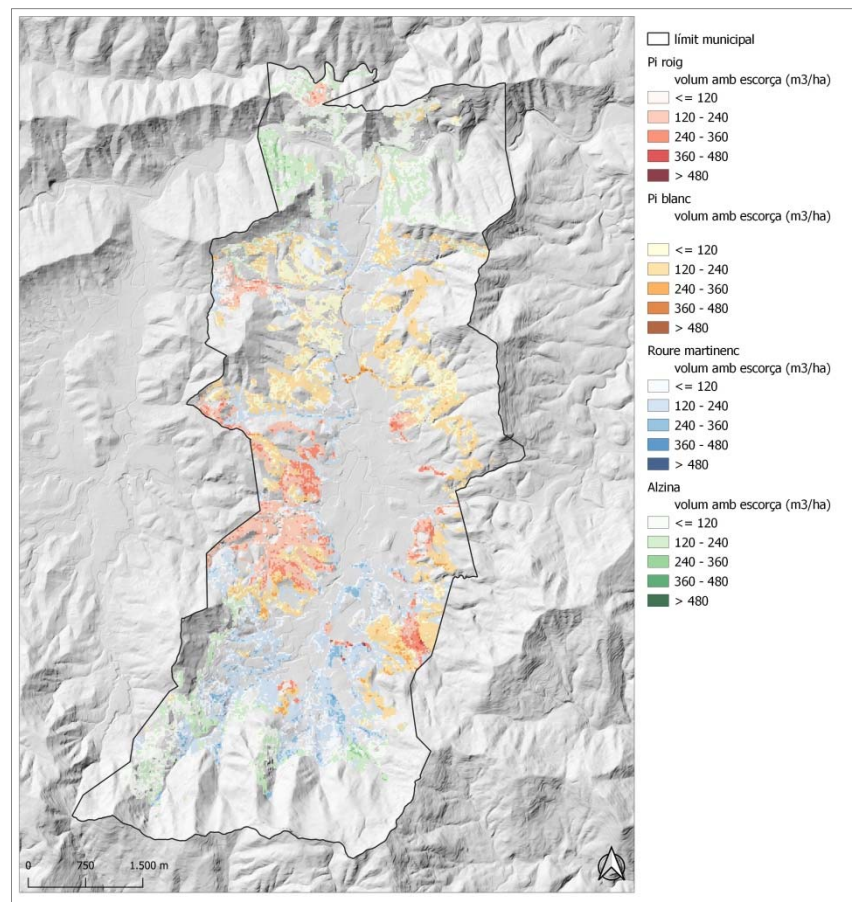 límit municipal
Pi roig
volum amb escorça (m3/ha)
<= 120
120 - 240
240 - 360
360 - 480
> 480
Pi blanc
volum amb escorça (m3/ha)
<= 120
120 - 240
240 - 360
360 - 480
> 480
Roure martinenc
volum amb escorça (m3/ha)
<= 120
120 - 240
240 - 360
360 - 480
> 480
Alzina
volum amb escorça (m3/ha)
<= 120
120 - 240
240 - 360
360 - 480
> 480
0 750 1.500 m